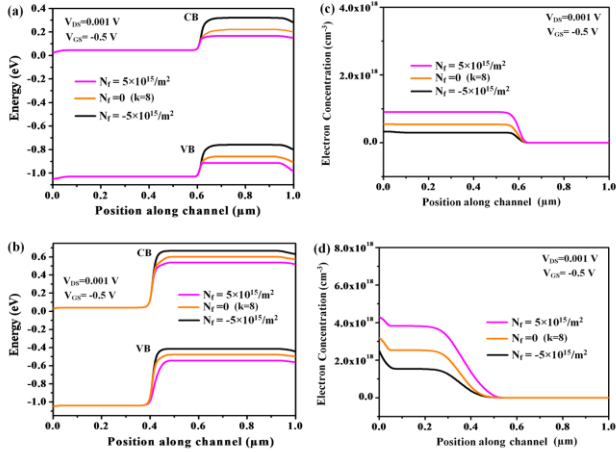 (a)
V_DS=0.001 V
V_GS= -0.5 V
CB
N_f = 5×10^15/m^2
N_f =0 (k=8)
N_f = -5×10^15/m^2
VB
0.4
0.2
0.0
-0.2
-0.4
-0.6
-0.8
-1.0
Energy (eV)
0.0 0.2 0.4 0.6 0.8 1.0
Position along channel (µm)
(c)
V_DS=0.001 V
V_GS= -0.5 V
N_f = 5×10^15/m^2
N_f =0 (k=8)
N_f = -5×10^15/m^2
4.0x10^18
2.0x10^18
0.0
Electron Concentration (cm^-3)
0.0 0.2 0.4 0.6 0.8 1.0
Position along channel (µm)
(b)
CB
V_DS=0.001 V
V_GS= -0.5 V
N_f = 5×10^15/m^2
N_f =0 (k=8)
N_f = -5×10^15/m^2
VB
0.6
0.4
0.2
0.0
-0.2
-0.4
-0.6
-0.8
-1.0
Energy (eV)
0.0 0.2 0.4 0.6 0.8 1.0
Position along channel (µm)
(d)
V_DS=0.001 V
V_GS= -0.5 V
N_f = 5×10^15/m^2
N_f =0 (k=8)
N_f = -5×10^15/m^2
8.0x10^18
6.0x10^18
4.0x10^18
2.0x10^18
0.0
Electron Concentration (cm^-3)
0.0 0.2 0.4 0.6 0.8 1.0
Position along channel (µm)